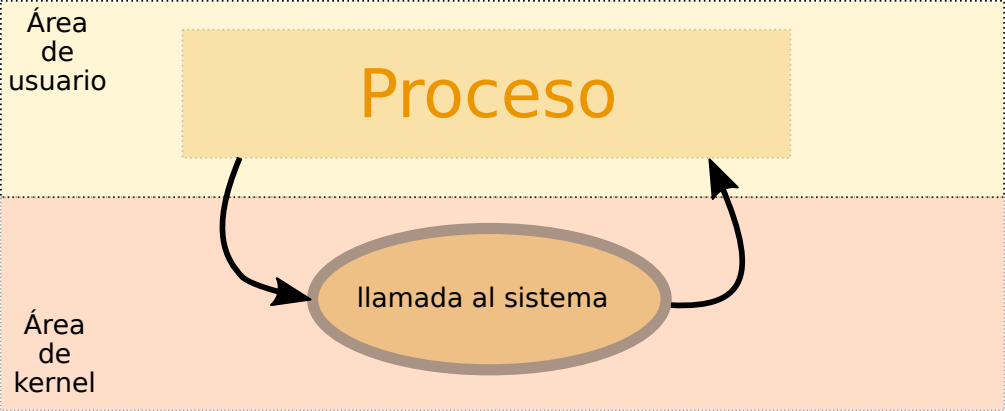 Área
de
usuario
Proceso
llamada al sistema
Área
de
kernel